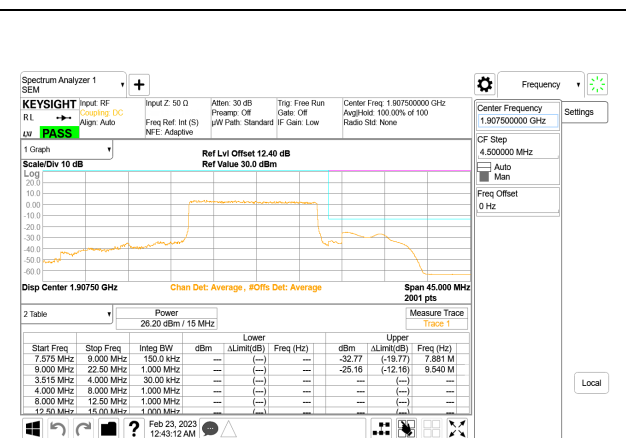 Spectrum Analyzer 1
SEM
Frequency
KEYSIGHT
Input: RF
Coupling: DC
Align: Auto
Input Z: 50 Ω
Freq Ref: Int (S)
NFE: Adaptive
Atten: 30 dB
Preamp: Off
µW Path: Standard
Trig: Free Run
Gate: Off
IF Gain: Low
Center Freq: 1.907500000 GHz
Avg|Hold: 100.00% of 100
Radio Std: None
R L
LXI PASS
Center Frequency
1.907500000 GHz
Settings
CF Step
4.500000 MHz
Auto
Man
Freq Offset
0 Hz
1 Graph
Ref Lvl Offset 12.40 dB
Scale/Div 10 dB
Ref Value 30.0 dBm
Log
20.0
10.0
0.00
-10.0
-20.0
-30.0
-40.0
-50.0
-60.0
Disp Center 1.90750 GHz
Chan Det: Average , #Offs Det: Average
Span 45.000 MHz
2001 pts
2 Table
Power
26.20 dBm / 15 MHz
Measure Trace
Trace 1
Lower Upper
Start Freq Stop Freq Integ BW dBm ΔLimit(dB) Freq (Hz) dBm ΔLimit(dB) Freq (Hz)
7.575 MHz 9.000 MHz 150.0 kHz --- (---) --- -32.77 (-19.77) 7.881 M
9.000 MHz 22.50 MHz 1.000 MHz --- (---) --- -25.16 (-12.16) 9.540 M
3.515 MHz 4.000 MHz 30.00 kHz --- (---) --- --- (---) ---
4.000 MHz 8.000 MHz 1.000 MHz --- (---) --- --- (---) ---
8.000 MHz 12.50 MHz 1.000 MHz --- (---) --- --- (---) ---
12.50 MHz 15.00 MHz 1.000 MHz --- (---) --- --- (---) ---
Local
Feb 23, 2023
12:43:12 AM